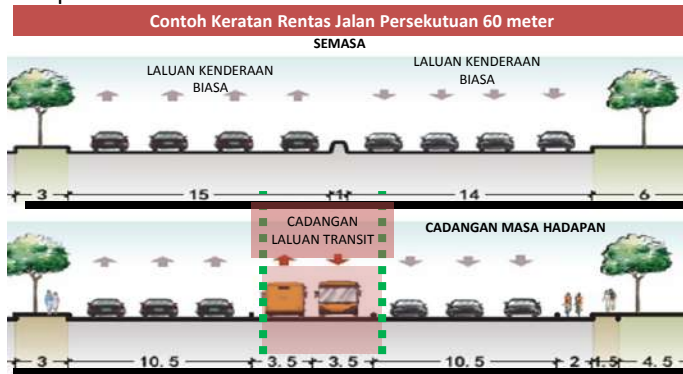 Contoh Keratan Rentas Jalan Persekutuan 60 meter
SEMASA
LALUAN KENDERAAN
BIASA
LALUAN KENDERAAN
BIASA
3 15 1 14 6
CADANGAN
LALUAN TRANSIT
CADANGAN MASA HADAPAN
3 10.5 3.5 3.5 10.5 2 1.5 4.5